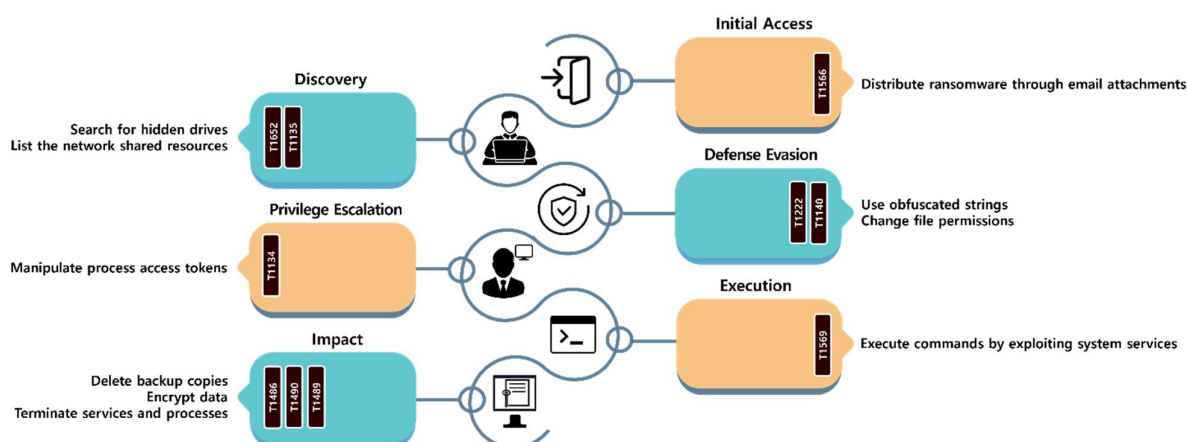 Initial Access
T1566
Distribute ransomware through email attachments
Discovery
Search for hidden drives
List the network shared resources
T1652
T1135
Defense Evasion
T1222
T1140
Use obfuscated strings
Change file permissions
Privilege Escalation
Manipulate process access tokens
T1134
Execution
T1569
Execute commands by exploiting system services
Impact
Delete backup copies
Encrypt data
Terminate services and processes
T1486
T1490
T1489